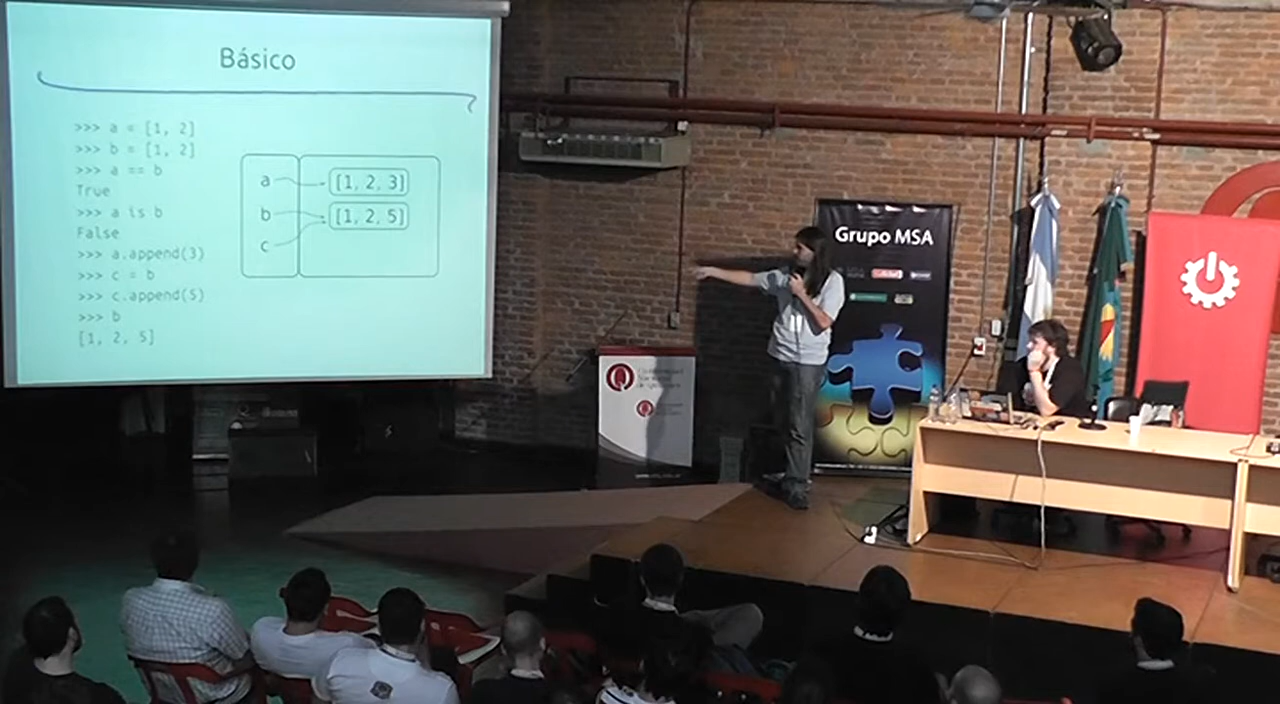 Básico
>>> a = [1, 2]
>>> b = [1, 2]
>>> a == b
True
>>> a is b
False
>>> a.append(3)
>>> c = b
>>> c.append(5)
>>> b
[1, 2, 5]
a
[1, 2, 3]
b
[1, 2, 5]
c
Grupo MSA